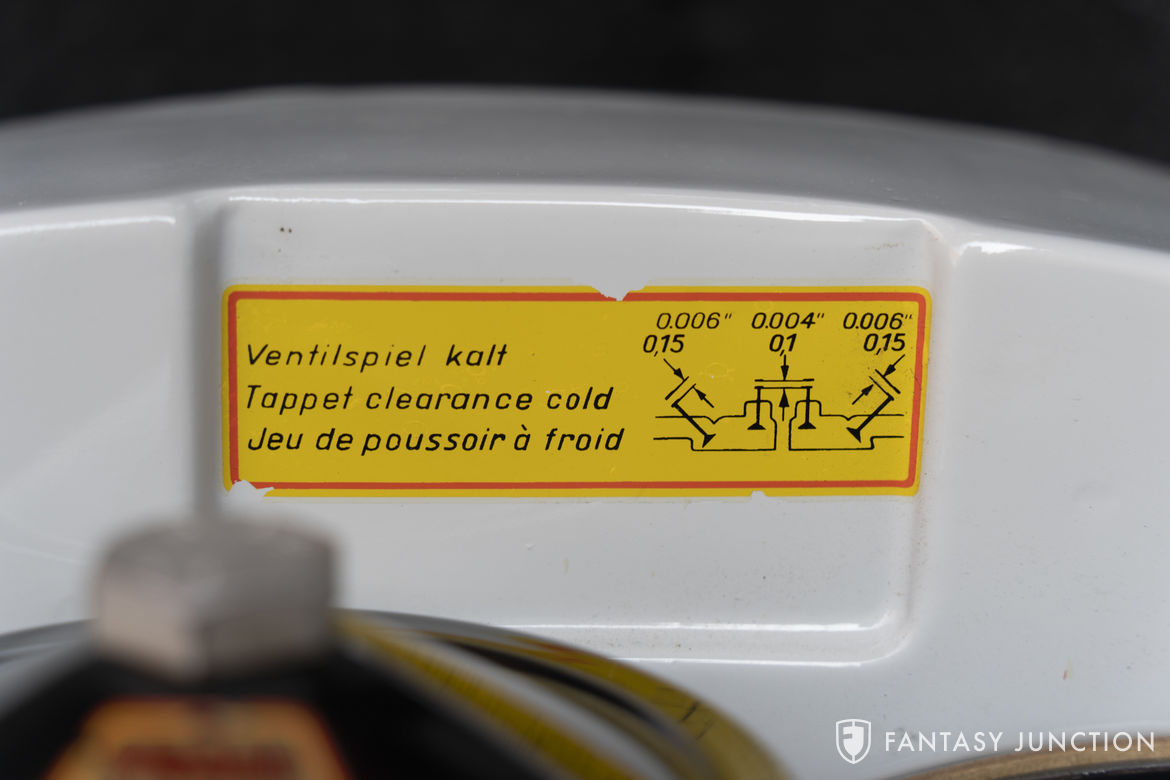 0.006" 0.004" 0.006"
0,15 0,1 0,15
Ventilspiel kalt
Tappet clearance cold
Jeu de poussoir à froid
FANTASY JUNCTION